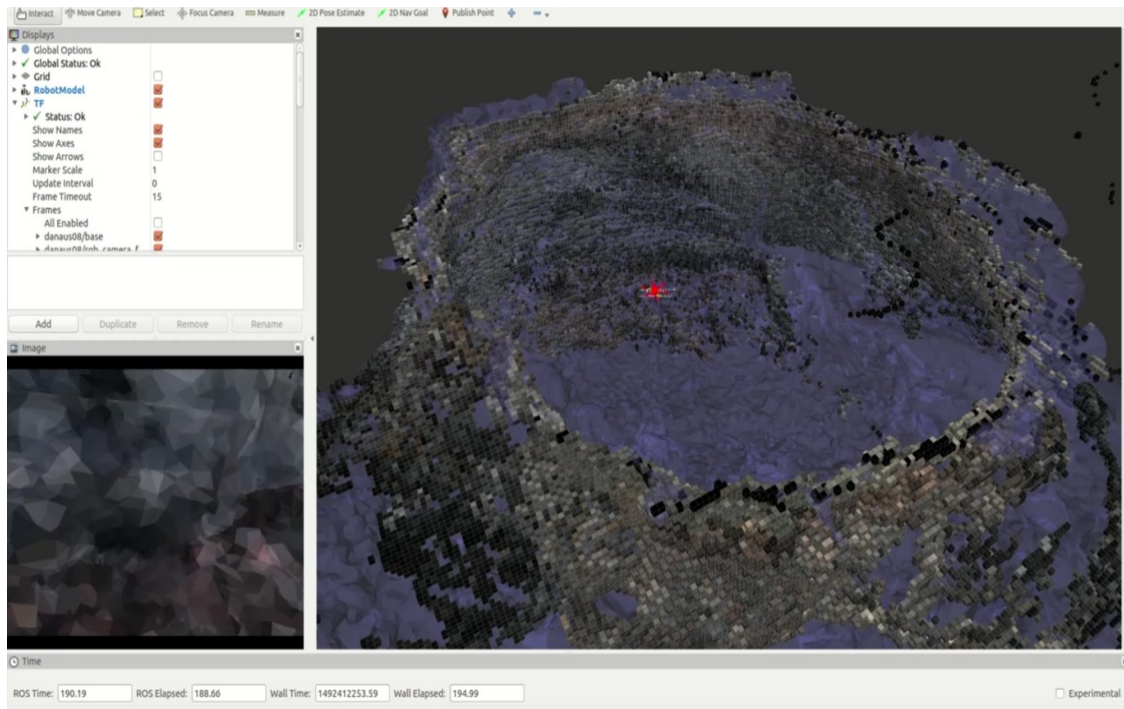 Interact Move Camera Select Focus Camera Measure 2D Pose Estimate 2D Nav Goal Publish Point
Displays
Global Options
Global Status: Ok
Grid
RobotModel
TF
Status: Ok
Show Names
Show Axes
Show Arrows
Marker Scale 1
Update Interval 0
Frame Timeout 15
Frames
All Enabled
danaus08/base
Add Duplicate Remove Rename
Image
Time
ROS Time: 190.19 ROS Elapsed: 188.66 Wall Time: 1492412253.59 Wall Elapsed: 194.99 Experimental